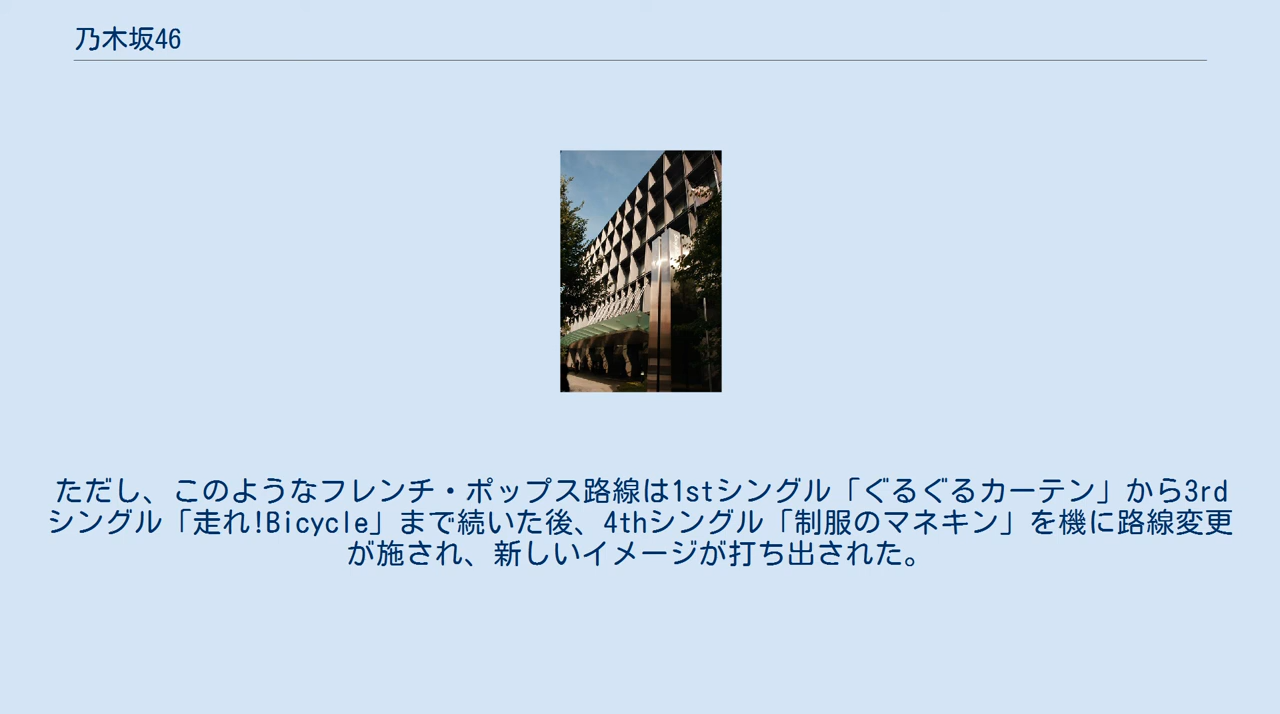 乃木坂46
ただし、このようなフレンチ・ポップス路線は1stシングル「ぐるぐるカーテン」から3rd
シングル「走れ!Bicycle」まで続いた後、4thシングル「制服のマネキン」を機に路線変更
が施され、新しいイメージが打ち出された。